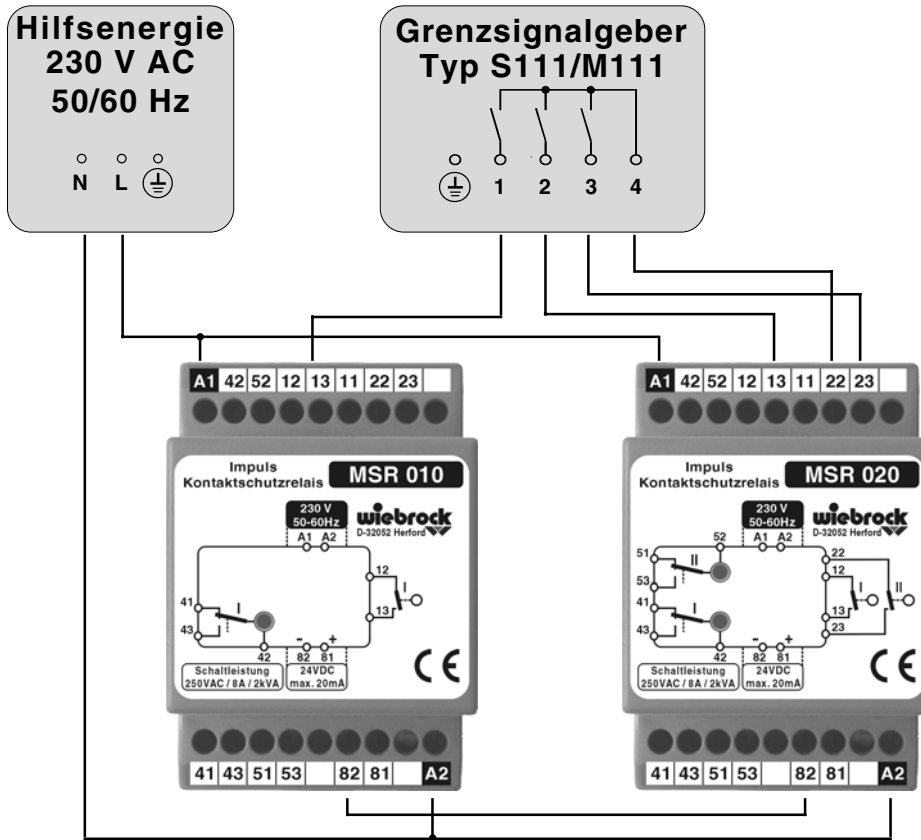 Hilfsenergie
230 V AC
50/60 Hz
N L
Grenzsignalgeber
Typ S111/M111
1 2 3 4
A1 42 52 12 13 11 22 23
Impuls
Kontaktschutzrelais MSR 010
230 V
50-60Hz
A1 A2
wiebrock
D-32052 Herford
12
13
I
41
43
I
42
- +
82 81
Schaltleistung
250VAC / 8A / 2kVA
24VDC
max. 20mA
CE
41 43 51 53 82 81 A2
A1 42 52 12 13 11 22 23
Impuls
Kontaktschutzrelais MSR 020
230 V
50-60Hz
A1 A2
wiebrock
D-32052 Herford
52
51
II
53
41
I
43
42
22
12
I II
13
23
- +
82 81
Schaltleistung
250VAC / 8A / 2kVA
24VDC
max. 20mA
CE
41 43 51 53 82 81 A2